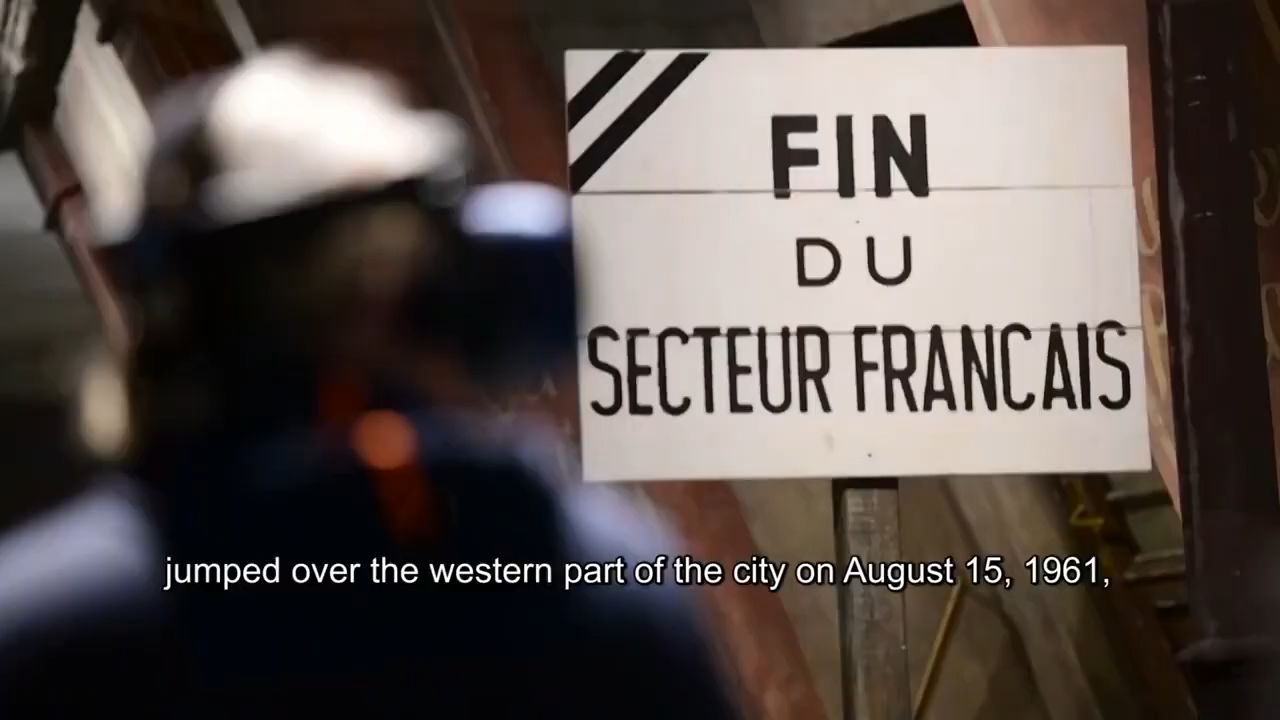 FIN
DU
SECTEUR FRANCAIS
jumped over the western part of the city on August 15, 1961,